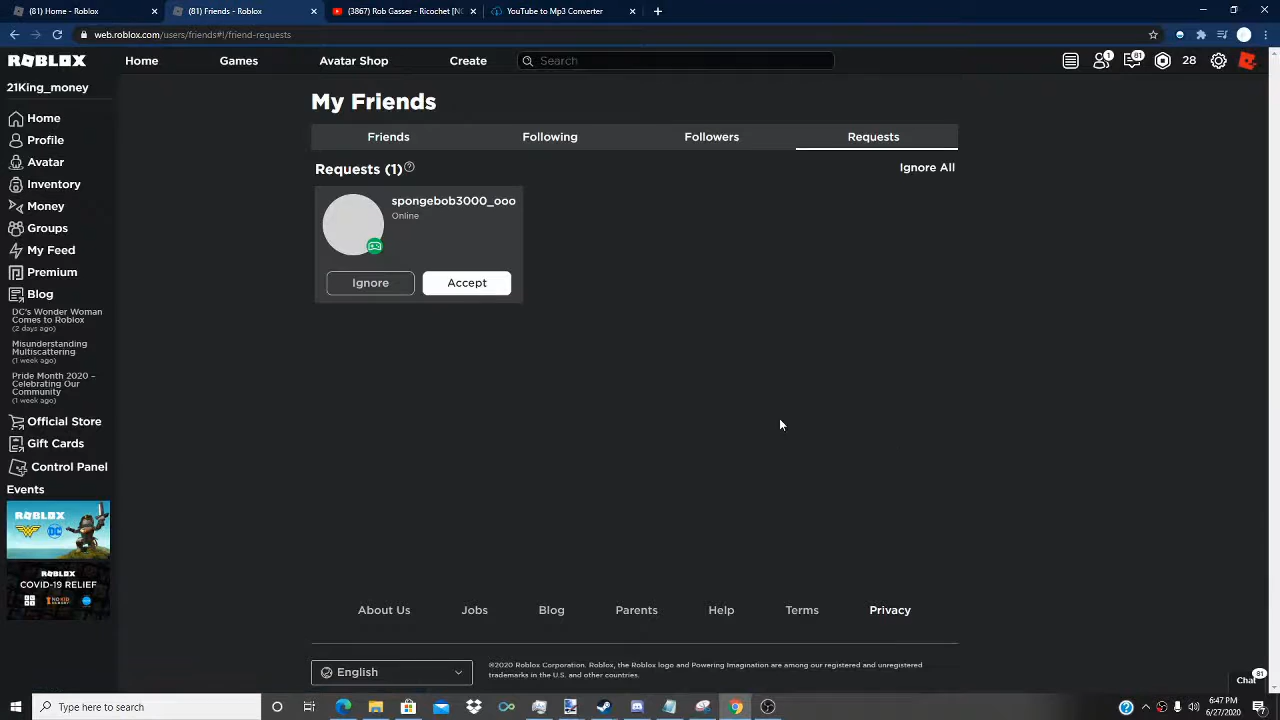 (81) Home - Roblox
(81) Friends - Roblox
(3867) Rob Gasser - Ricochet [NC
YouTube to Mp3 Converter
web.roblox.com/users/friends#!/friend-requests
ROBLOX
Home
Games
Avatar Shop
Create
Search
1
81
28
21King_money
Home
Profile
Avatar
Inventory
Money
Groups
My Feed
Premium
Blog
DC's Wonder Woman
Comes to Roblox
(2 days ago)
Misunderstanding
Multiscattering
(1 week ago)
Pride Month 2020 –
Celebrating Our
Community
(1 week ago)
Official Store
Gift Cards
Control Panel
Events
ROBLOX
DC
ROBLOX
COVID-19 RELIEF
My Friends
Friends
Following
Followers
Requests
Requests (1)
Ignore All
spongebob3000_ooo
Online
Ignore
Accept
About Us
Jobs
Blog
Parents
Help
Terms
Privacy
English
©2020 Roblox Corporation. Roblox, the Roblox logo and Powering Imagination are among our registered and unregistered
trademarks in the U.S. and other countries.
Chat
81
Type here to search
6:47 PM
6/27/2020